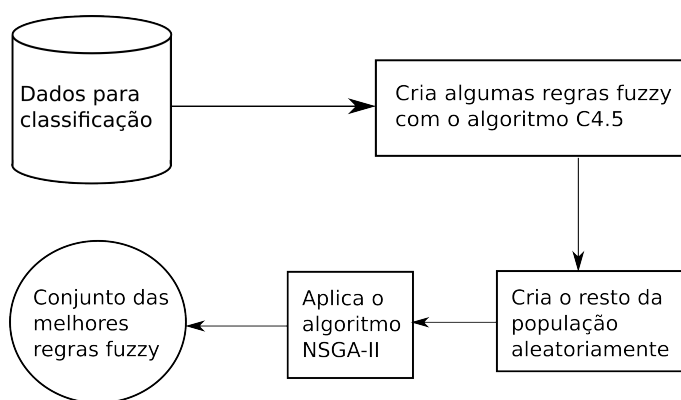 Dados para
classificação
Cria algumas regras fuzzy
com o algoritmo C4.5
Cria o resto da
população
aleatoriamente
Aplica o
algoritmo
NSGA-II
Conjunto das
melhores
regras fuzzy